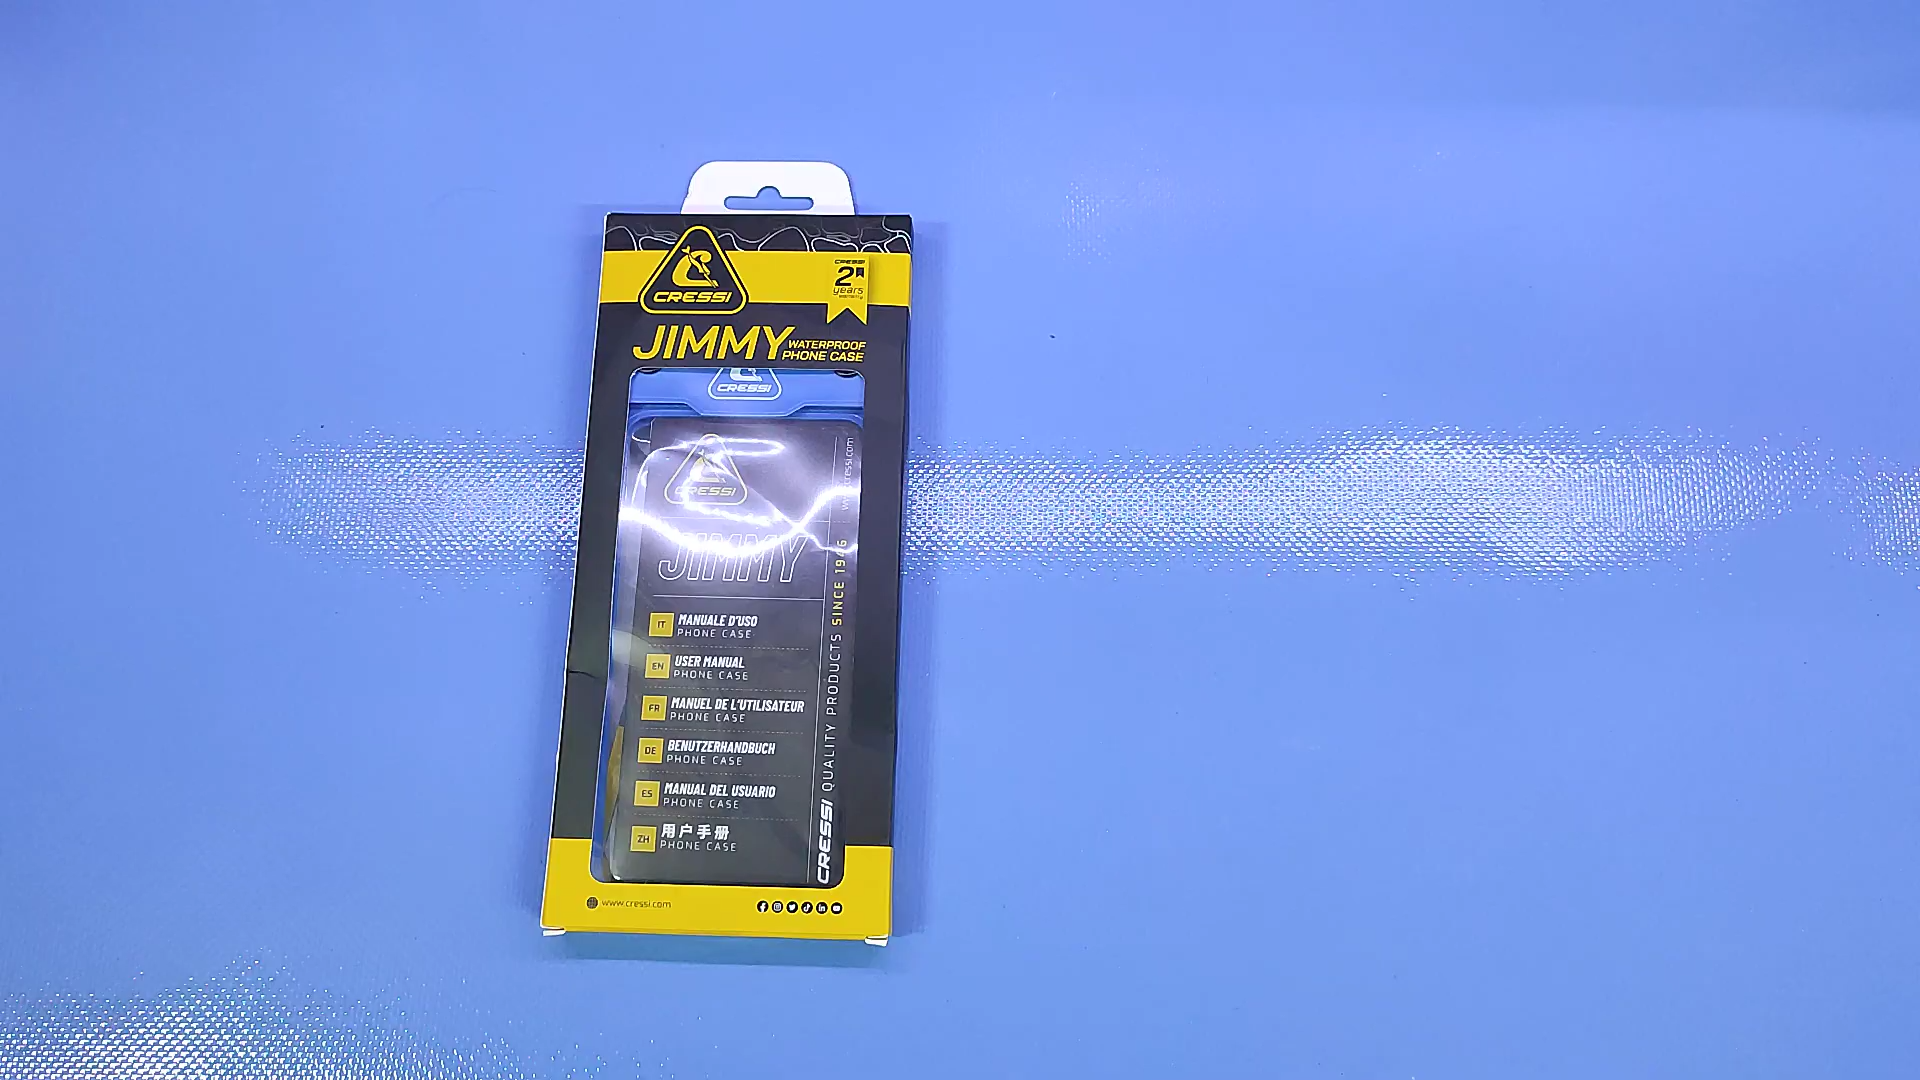 CRESSI
CRESSI
2
years
JIMMY WATERPROOF
PHONE CASE
CRESSI
CRESSI
www.cressi.com
JIMMY
IT MANUALE D'USO
PHONE CASE
EN USER MANUAL
PHONE CASE
FR MANUEL DE L'UTILISATEUR
PHONE CASE
DE BENUTZERHANDBUCH
PHONE CASE
ES MANUAL DEL USUARIO
PHONE CASE
ZH 用户手册
PHONE CASE
CRESSI QUALITY PRODUCTS SINCE 1946
www.cressi.com